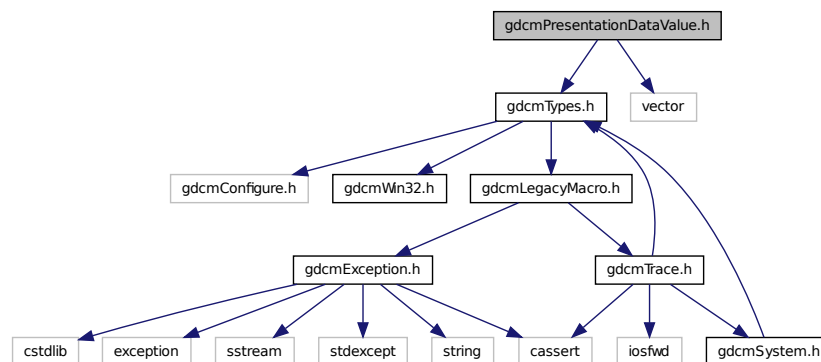 gdcmPresentationDataValue.h
gdcmTypes.h
vector
gdcmConfigure.h
gdcmWin32.h
gdcmLegacyMacro.h
gdcmException.h
gdcmTrace.h
cstdlib
exception
sstream
stdexcept
string
cassert
iosfwd
gdcmSystem.h